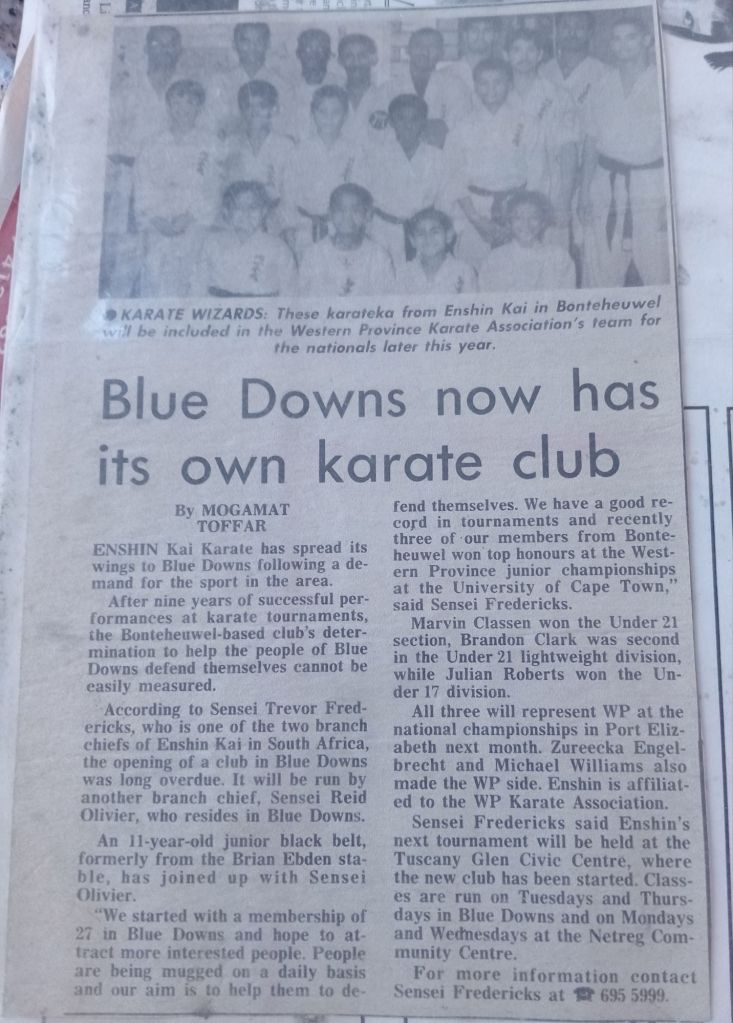 ● KARATE WIZARDS: These karateka from Enshin Kai in Bonteheuwel
will be included in the Western Province Karate Association's team for
the nationals later this year.
Blue Downs now has
its own karate club
By MOGAMAT
TOFFAR
ENSHIN Kai Karate has spread its
wings to Blue Downs following a de-
mand for the sport in the area.
After nine years of successful per-
formances at karate tournaments,
the Bonteheuwel-based club's deter-
mination to help the people of Blue
Downs defend themselves cannot be
easily measured.
According to Sensei Trevor Fred-
ericks, who is one of the two branch
chiefs of Enshin Kai in South Africa,
the opening of a club in Blue Downs
was long overdue. It will be run by
another branch chief, Sensei Reid
Olivier, who resides in Blue Downs.
An 11-year-old junior black belt,
formerly from the Brian Ebden sta-
ble, has joined up with Sensei
Olivier.
"We started with a membership of
27 in Blue Downs and hope to at-
tract more interested people. People
are being mugged on a daily basis
and our aim is to help them to de-
fend themselves. We have a good re-
cord in tournaments and recently
three of our members from Bonte-
heuwel won top honours at the West-
ern Province junior championships
at the University of Cape Town,"
said Sensei Fredericks.
Marvin Classen won the Under 21
section, Brandon Clark was second
in the Under 21 lightweight division,
while Julian Roberts won the Un-
der 17 division.
All three will represent WP at the
national championships in Port Eliz-
abeth next month. Zureecka Engel-
brecht and Michael Williams also
made the WP side. Enshin is affiliat-
ed to the WP Karate Association.
Sensei Fredericks said Enshin's
next tournament will be held at the
Tuscany Glen Civic Centre, where
the new club has been started. Class-
es are run on Tuesdays and Thurs-
days in Blue Downs and on Mondays
and Wednesdays at the Netreg Com-
munity Centre.
For more information contact
Sensei Fredericks at ☎ 695 5999.